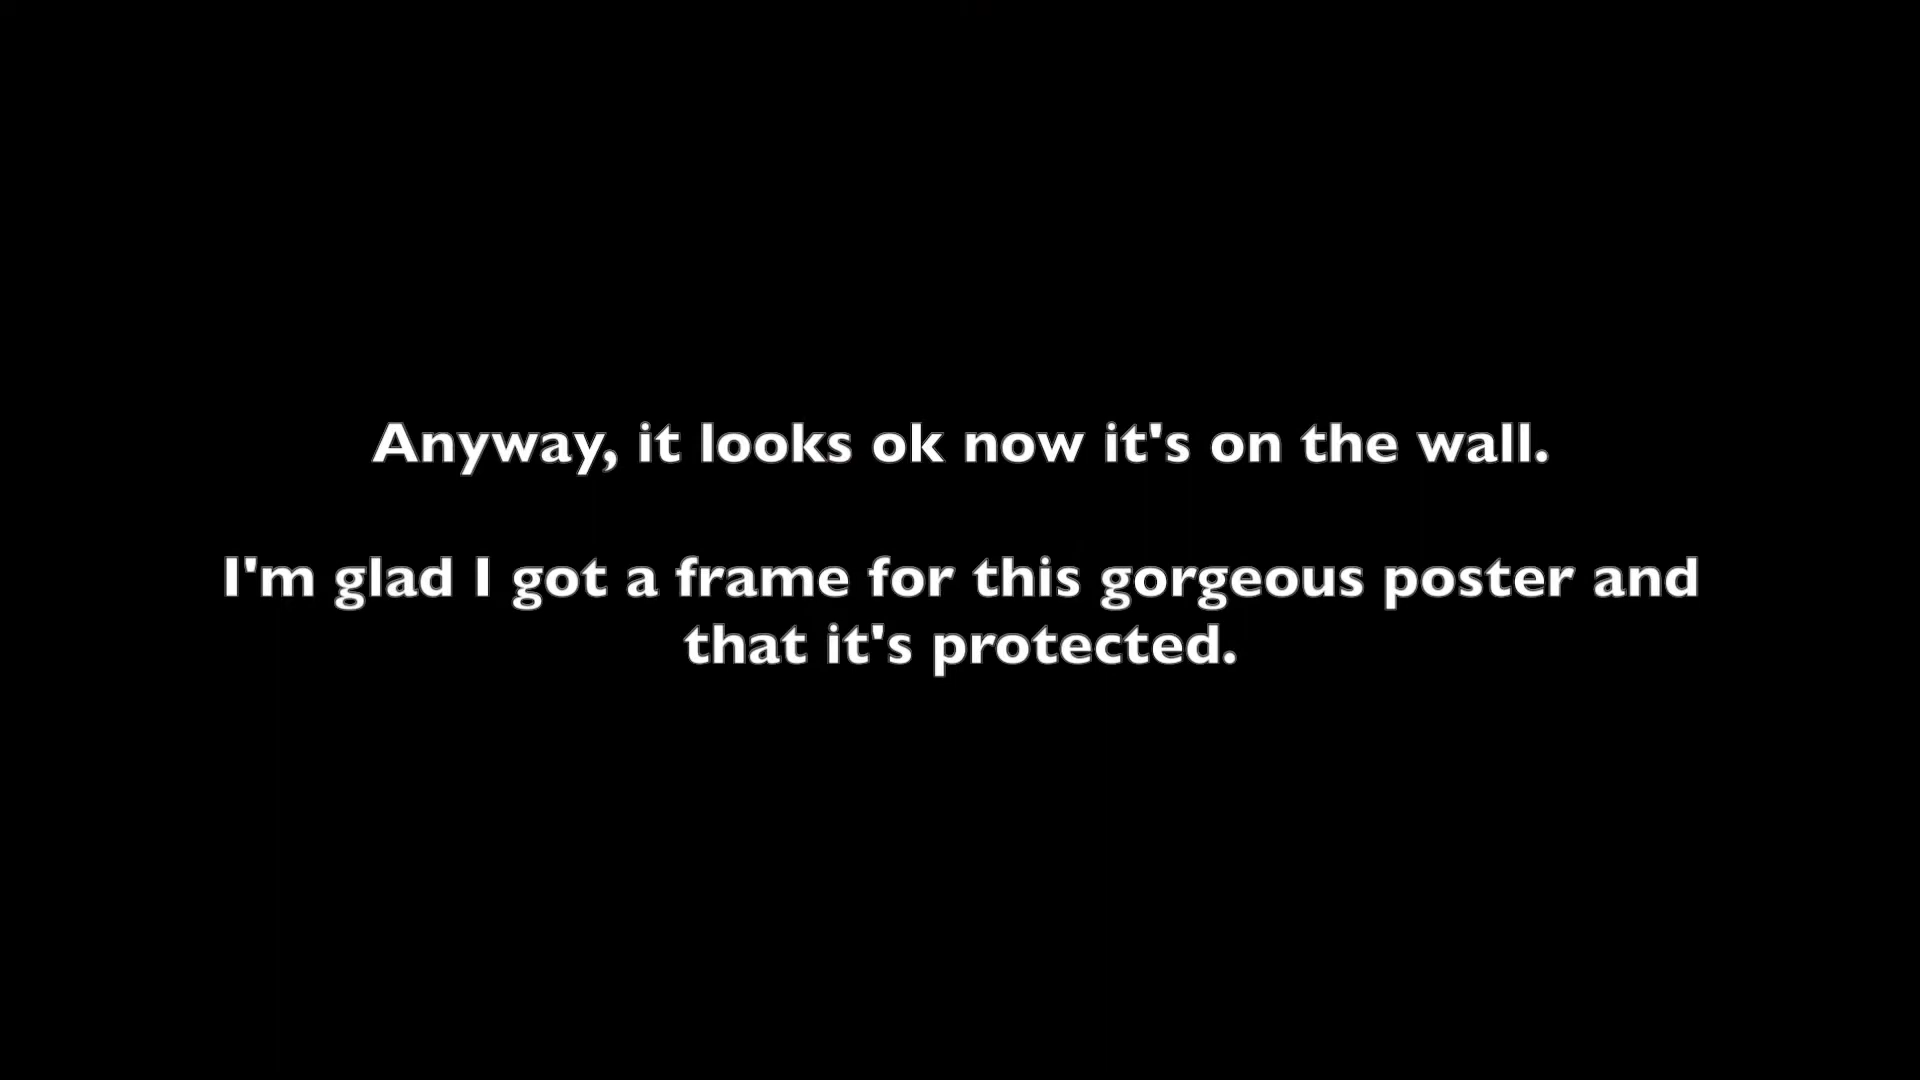 Anyway, it looks ok now it's on the wall.
I'm glad I got a frame for this gorgeous poster and
that it's protected.